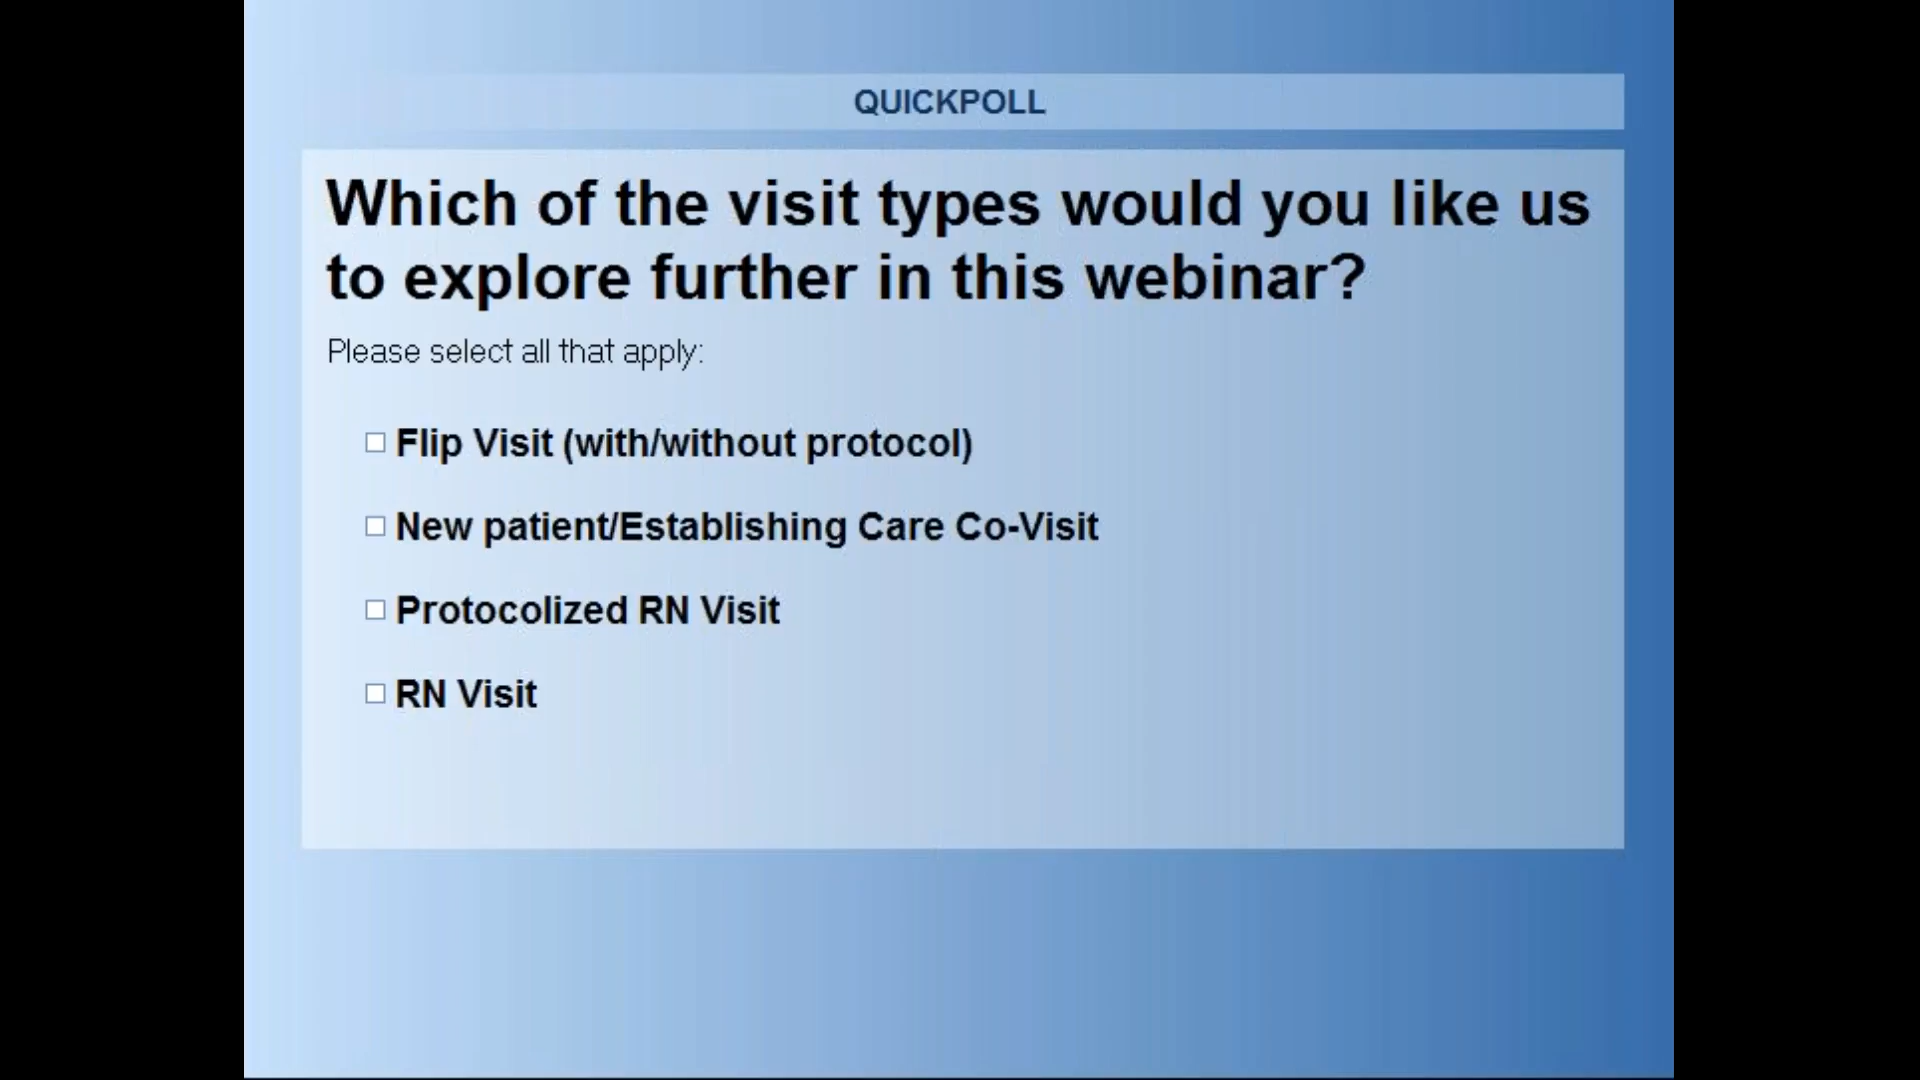 QUICKPOLL
Which of the visit types would you like us
to explore further in this webinar?
Please select all that apply:
Flip Visit (with/without protocol)
New patient/Establishing Care Co-Visit
Protocolized RN Visit
RN Visit